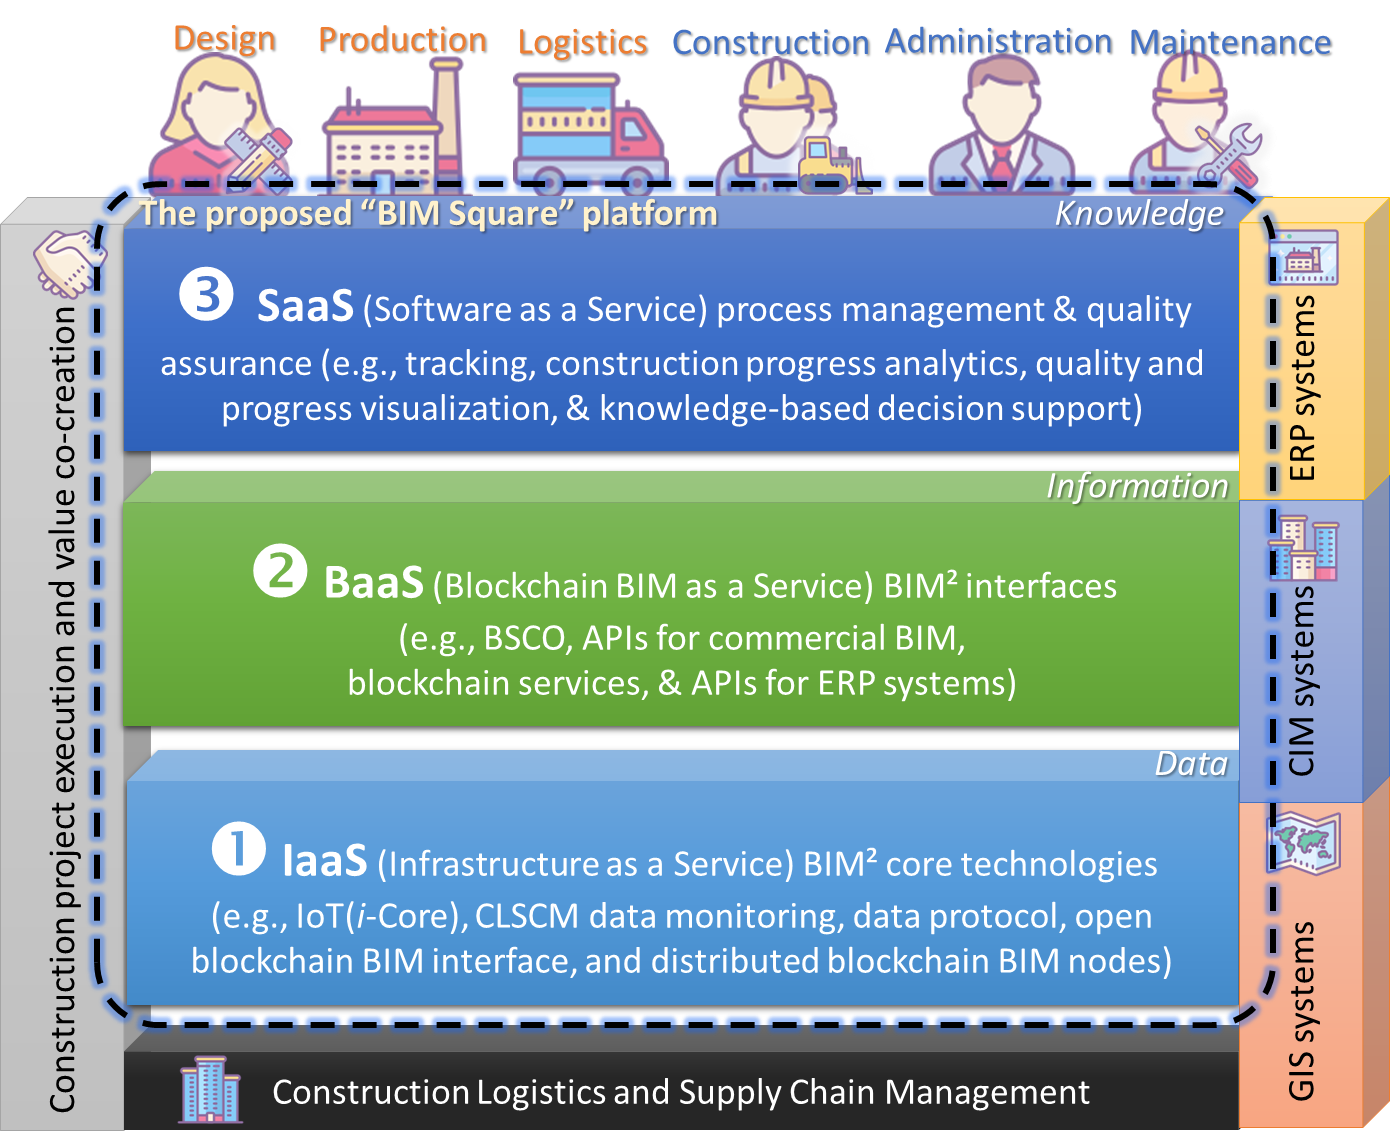 Design
Production
Logistics
Construction
Administration
Maintenance
The proposed “BIM Square” platform
Knowledge
❸ SaaS (Software as a Service) process management & quality
assurance (e.g., tracking, construction progress analytics, quality and
progress visualization, & knowledge-based decision support)
Information
❷ BaaS (Blockchain BIM as a Service) BIM² interfaces
(e.g., BSCO, APIs for commercial BIM,
blockchain services, & APIs for ERP systems)
Data
❶ IaaS (Infrastructure as a Service) BIM² core technologies
(e.g., IoT(i-Core), CLSCM data monitoring, data protocol, open
blockchain BIM interface, and distributed blockchain BIM nodes)
Construction Logistics and Supply Chain Management
Construction project execution and value co-creation
ERP systems
CIM systems
GIS systems